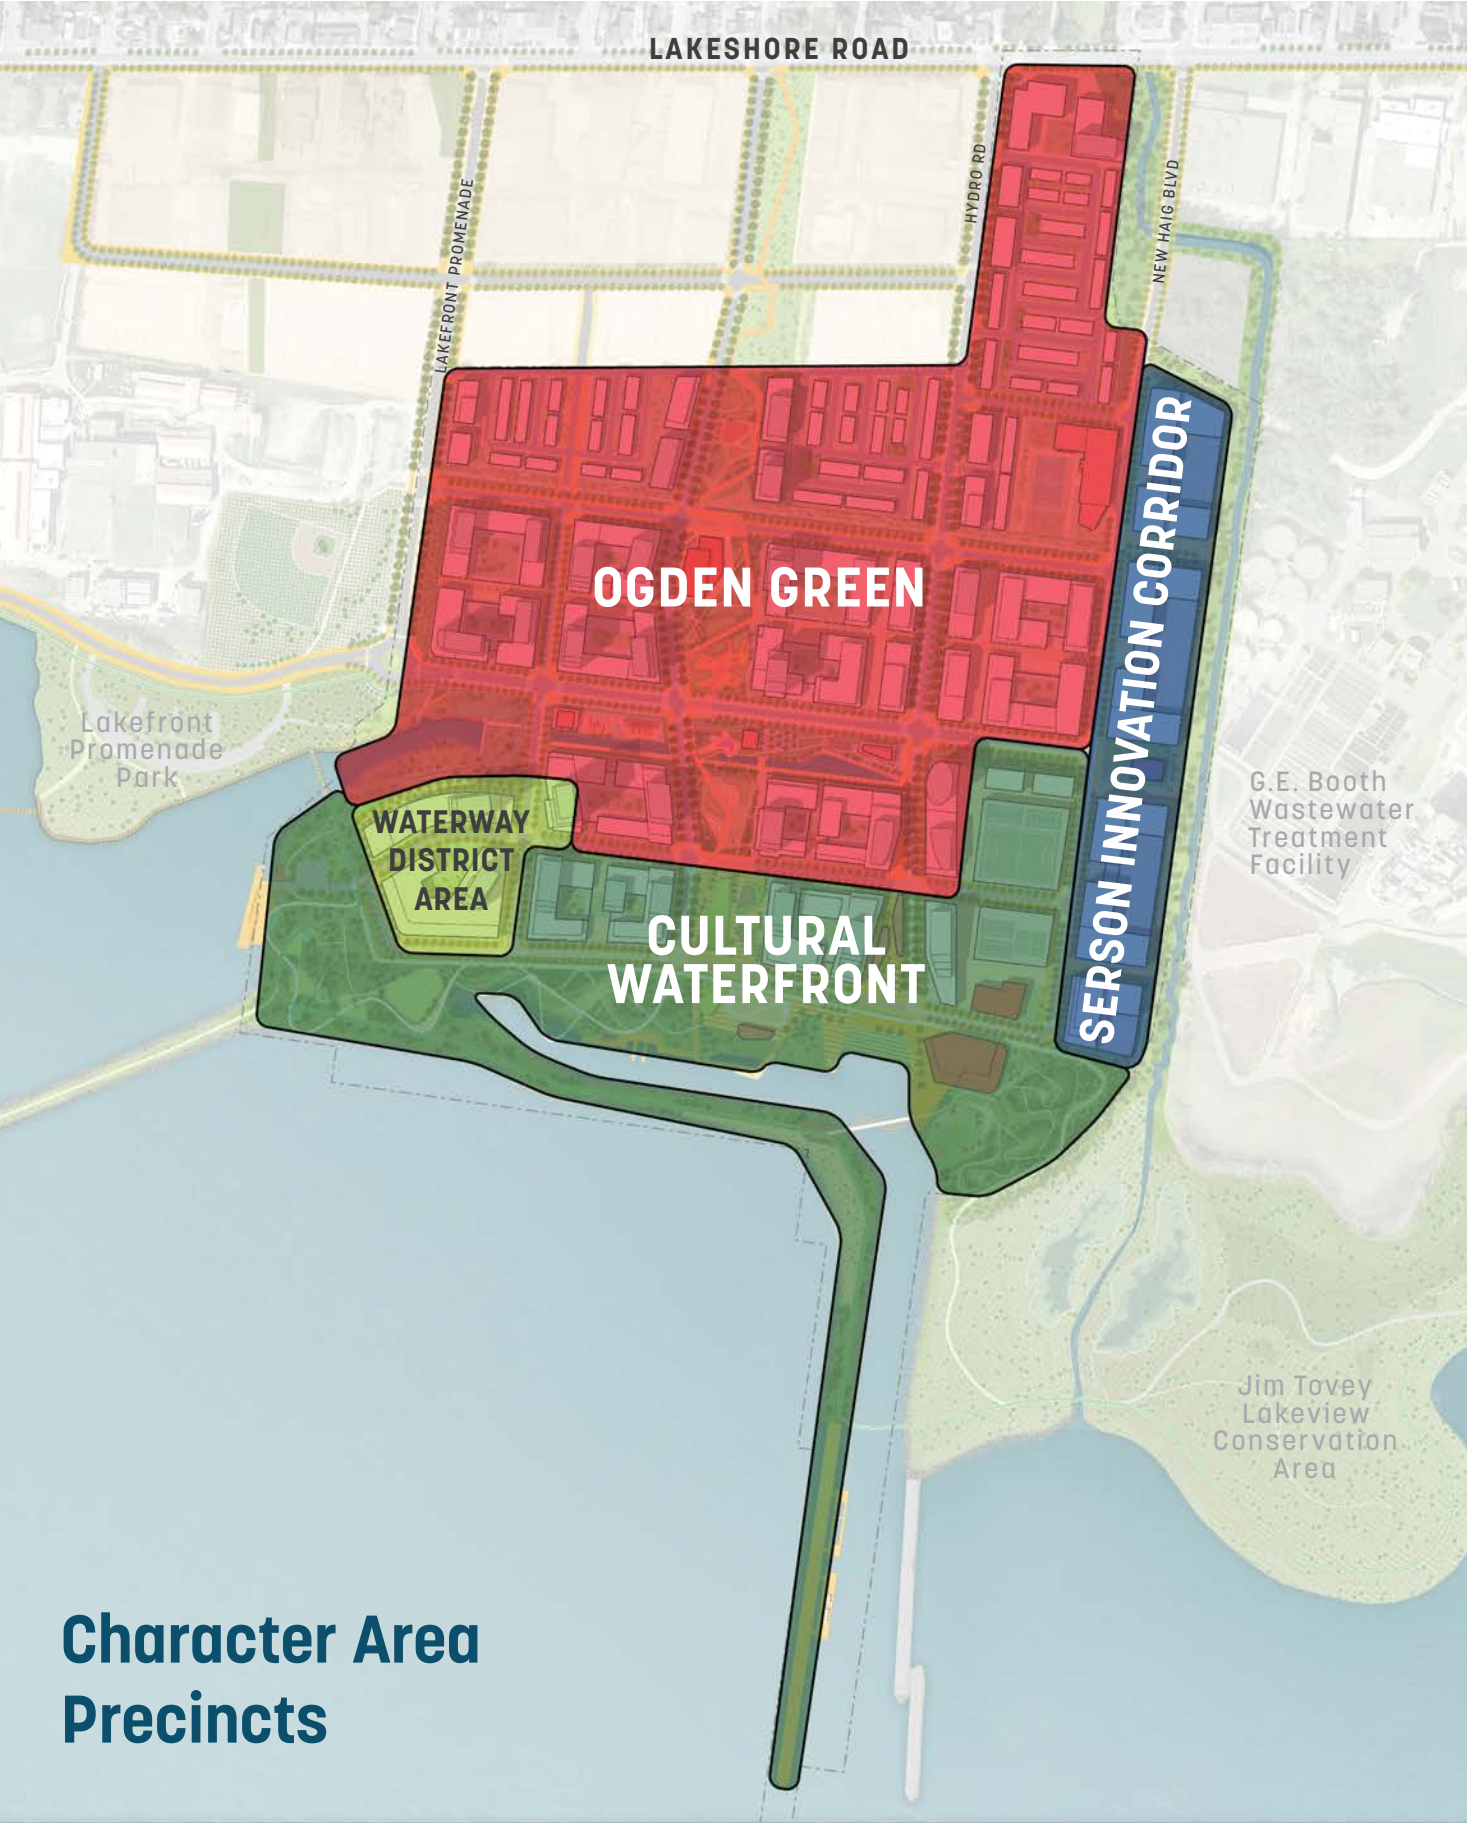 LAKESHORE ROAD
HYDRO RD
NEW HAIG BLVD
LAKEFRONT PROMENADE
SERSON INNOVATION CORRIDOR
OGDEN GREEN
Lakefront
Promenade
Park
G.E. Booth
Wastewater
Treatment
Facility
WATERWAY
DISTRICT
AREA
CULTURAL
WATERFRONT
Jim Tovey
Lakeview
Conservation
Area
Character Area
Precincts